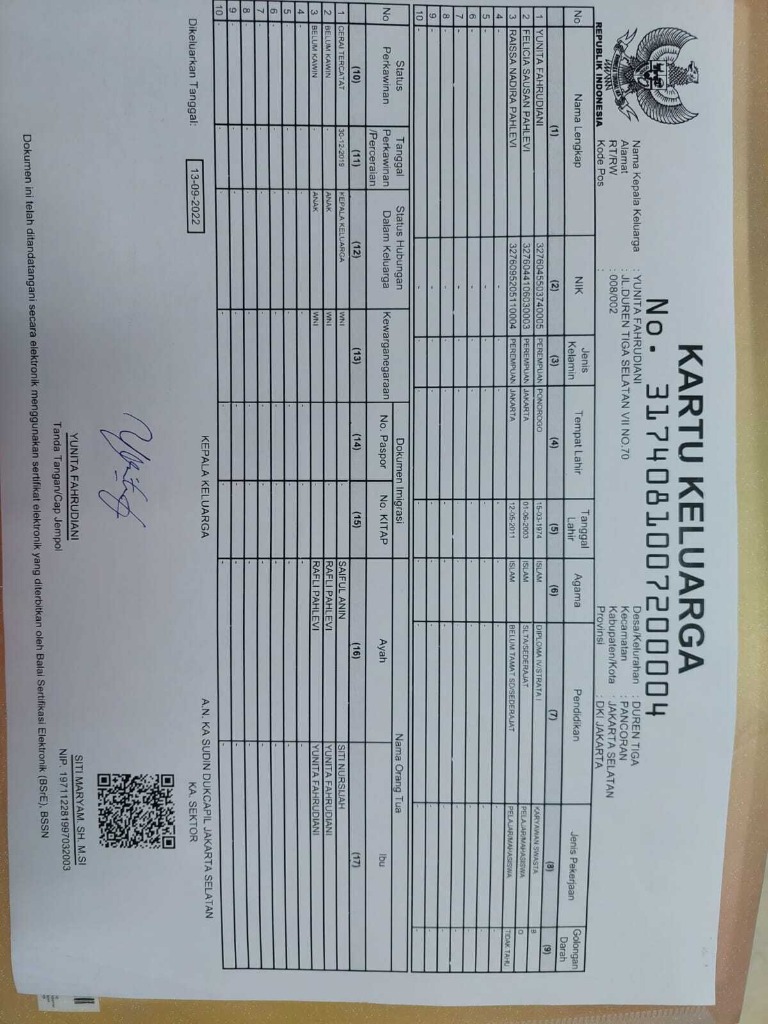 KARTU KELUARGA
No. 3174081007200004
REPUBLIK INDONESIA
Nama Kepala Keluarga : YUNITA FAHRUDIANI
Alamat : JL.DUREN TIGA SELATAN VII NO.70
RT/RW : 008/002
Kode Pos :
Desa/Kelurahan : DUREN TIGA
Kecamatan : PANCORAN
Kabupaten/Kota : JAKARTA SELATAN
Provinsi : DKI JAKARTA
No Nama Lengkap NIK Jenis Kelamin Tempat Lahir Tanggal Lahir Agama Pendidikan Jenis Pekerjaan Golongan Darah
(1) (2) (3) (4) (5) (6) (7) (8) (9)
1 YUNITA FAHRUDIANI 3276045503740005 PEREMPUAN PONOROGO 15-03-1974 ISLAM DIPLOMA IV/STRATA I KARYAWAN SWASTA B
2 FELICIA SAUSAN PAHLEVI 3276044106030003 PEREMPUAN JAKARTA 01-06-2003 ISLAM SLTA/SEDERAJAT PELAJAR/MAHASISWA O
3 RAISSA NADIRA PAHLEVI 3276095205110004 PEREMPUAN JAKARTA 12-05-2011 ISLAM BELUM TAMAT SD/SEDERAJAT PELAJAR/MAHASISWA TIDAK TAHU
4 - - - - - - - - -
5 - - - - - - - - -
6 - - - - - - - - -
7 - - - - - - - - -
8 - - - - - - - - -
9 - - - - - - - - -
10 - - - - - - - - -
No Status Perkawinan Tanggal Perkawinan /Perceraian Status Hubungan Dalam Keluarga Kewarganegaraan Dokumen Imigrasi No. Paspor No. KITAP Nama Orang Tua Ayah Ibu
(10) (11) (12) (13) (14) (15) (16) (17)
1 CERAI TERCATAT 30-12-2019 KEPALA KELUARGA WNI - - SAIFUL ANIN SITI NURSLIAH
2 BELUM KAWIN - ANAK WNI - - RAFLI PAHLEVI YUNITA FAHRUDIANI
3 BELUM KAWIN - ANAK WNI - - RAFLI PAHLEVI YUNITA FAHRUDIANI
4 - - - - - - - -
5 - - - - - - - -
6 - - - - - - - -
7 - - - - - - - -
8 - - - - - - - -
9 - - - - - - - -
10 - - - - - - - -
Dikeluarkan Tanggal: 13-09-2022
KEPALA KELUARGA
YUNITA FAHRUDIANI
Tanda Tangan/Cap Jempol
A.N. KA SUDIN DUKCAPIL JAKARTA SELATAN
KA. SEKTOR
SITI MARYAM, SH, M.SI
NIP. 197112281997032003
Dokumen ini telah ditandatangani secara elektronik menggunakan sertifikat elektronik yang diterbitkan oleh Balai Sertifikasi Elektronik (BSrE), BSSN